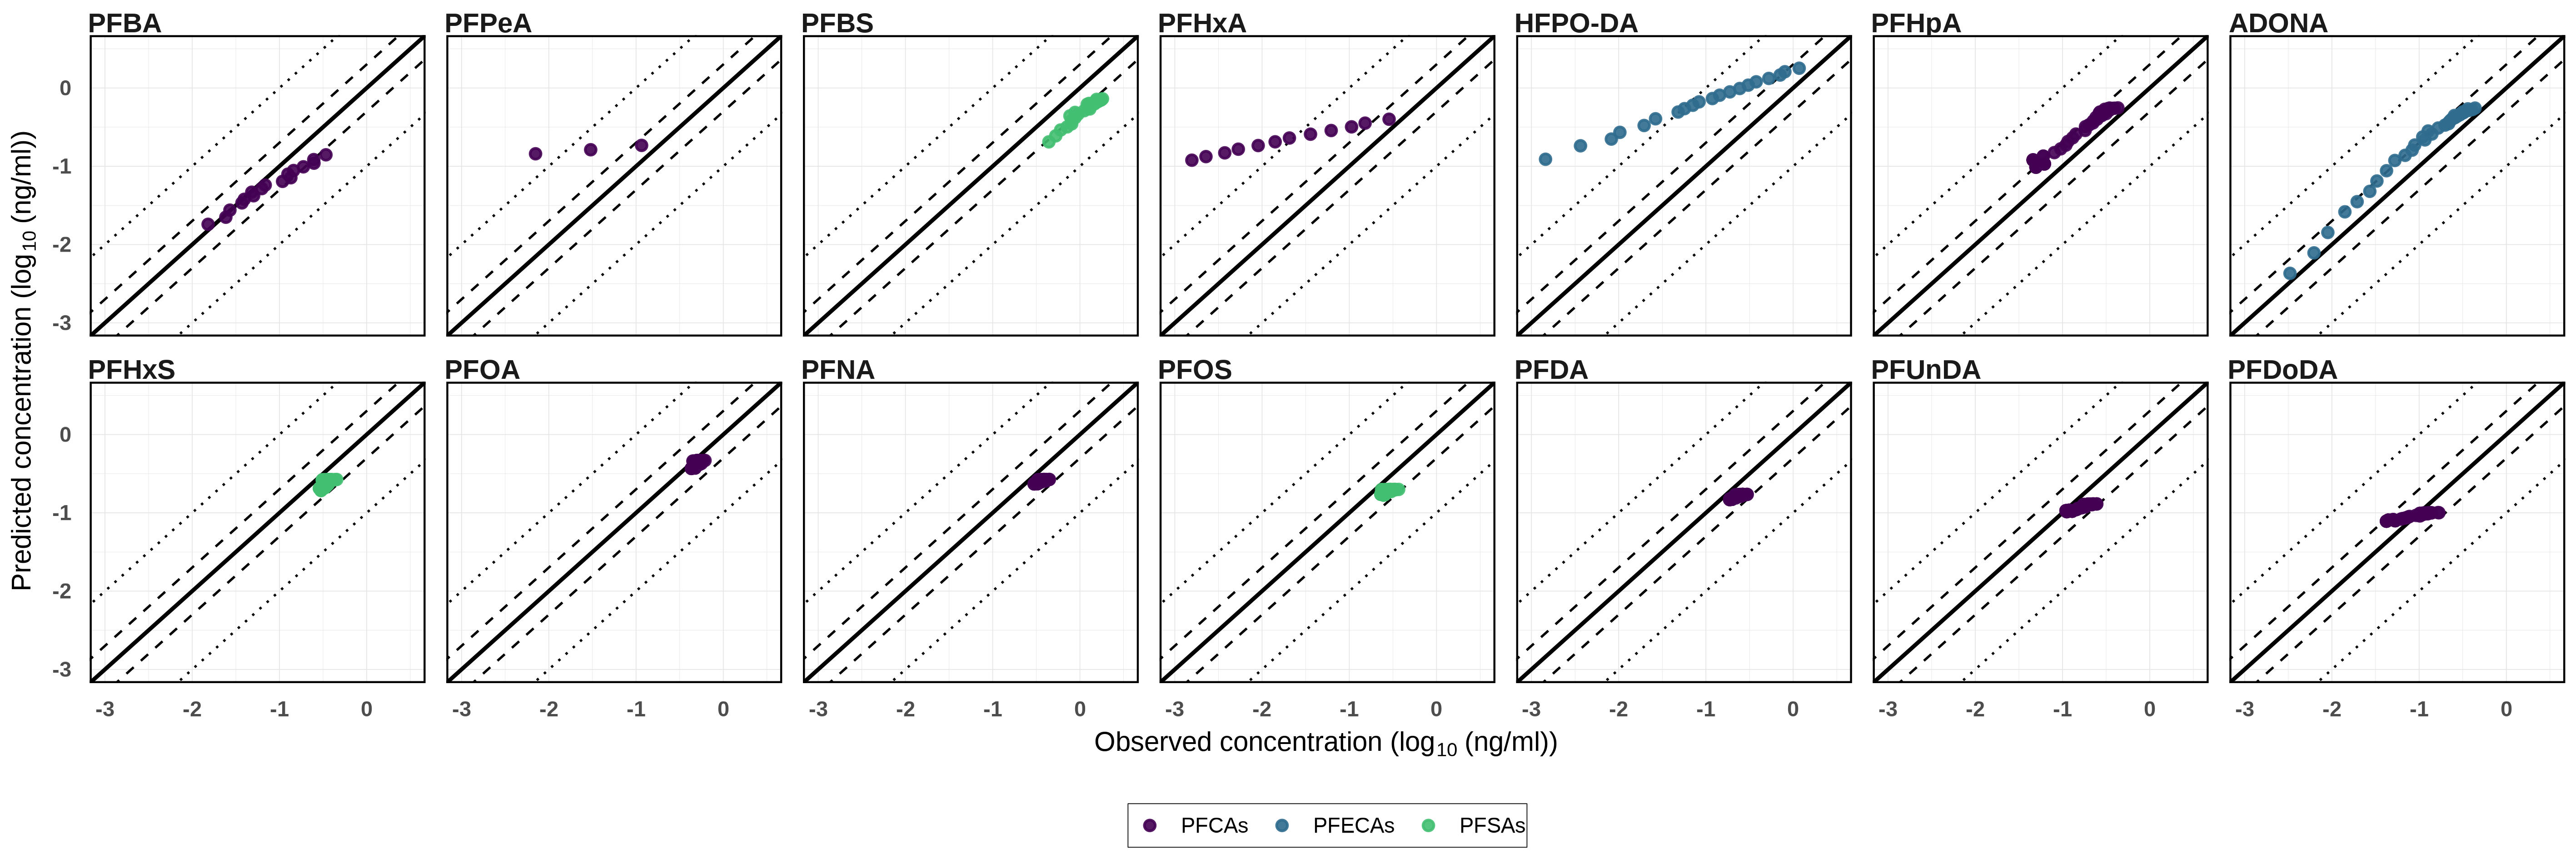 PFBA PFPeA PFBS PFHxA HFPO-DA PFHpA ADONA
0
-1
-2
-3
Predicted concentration (log10 (ng/ml))
PFHxS PFOA PFNA PFOS PFDA PFUnDA PFDoDA
0
-1
-2
-3
-3 -2 -1 0 -3 -2 -1 0 -3 -2 -1 0 -3 -2 -1 0 -3 -2 -1 0 -3 -2 -1 0 -3 -2 -1 0
Observed concentration (log10 (ng/ml))
PFCAs PFECAs PFSAs